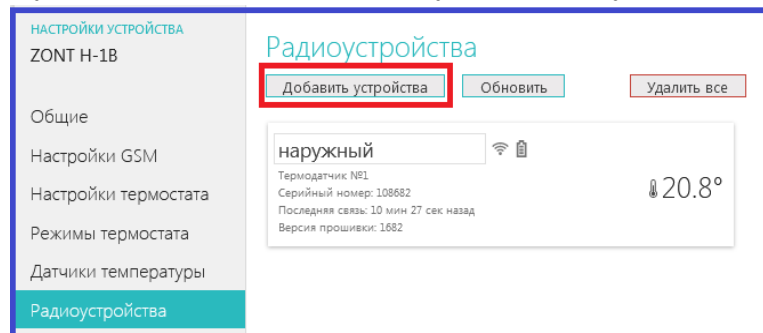 НАСТРОЙКИ УСТРОЙСТВА
ZONT H-1B
Общие
Настройки GSM
Настройки термостата
Режимы термостата
Датчики температуры
Радиоустройства
Радиоустройства
Добавить устройства Обновить Удалить все
наружный
Термодатчик №1
Серийный номер: 108682
Последняя связь: 10 мин 27 сек назад
Версия прошивки: 1682
20.8°